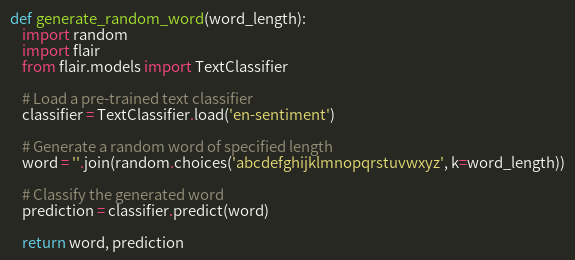 def generate_random_word(word_length):
    import random
    import flair
    from flair.models import TextClassifier

    # Load a pre-trained text classifier
    classifier = TextClassifier.load('en-sentiment')

    # Generate a random word of specified length
    word = ''.join(random.choices('abcdefghijklmnopqrstuvwxyz', k=word_length))

    # Classify the generated word
    prediction = classifier.predict(word)

    return word, prediction